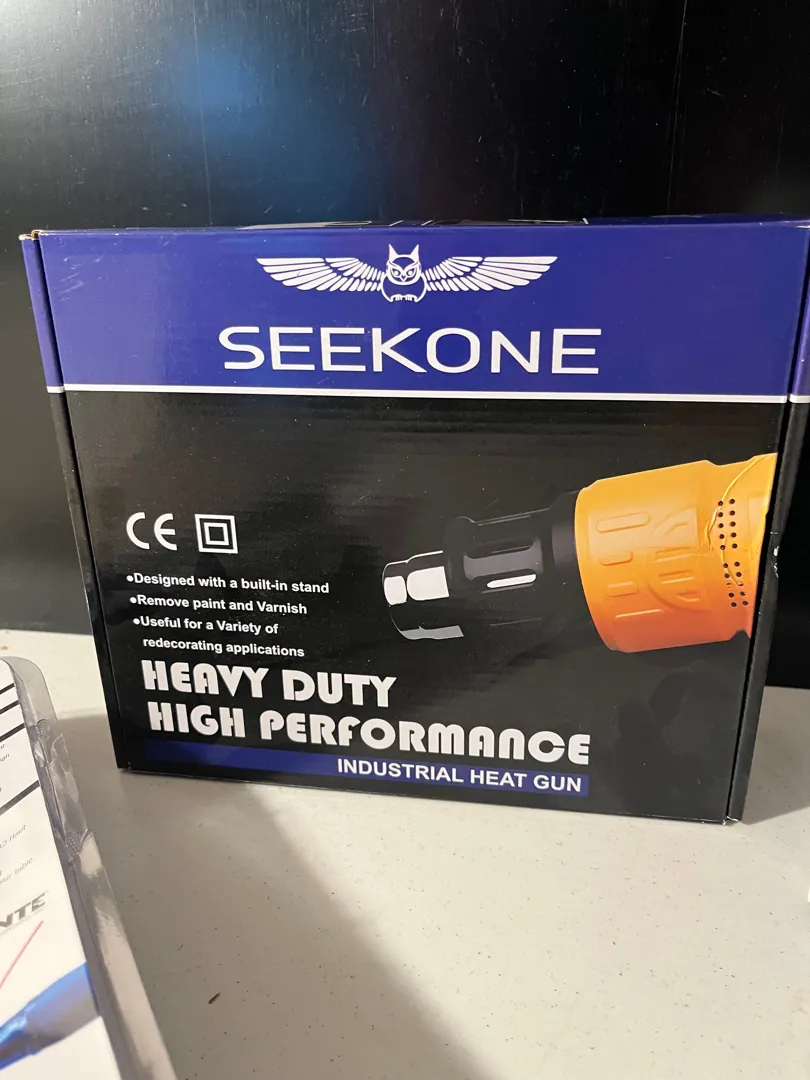 SEEKONE
CE
•Designed with a built-in stand
•Remove paint and Varnish
•Useful for a Variety of
redecorating applications
HEAVY DUTY
HIGH PERFORMANCE
INDUSTRIAL HEAT GUN